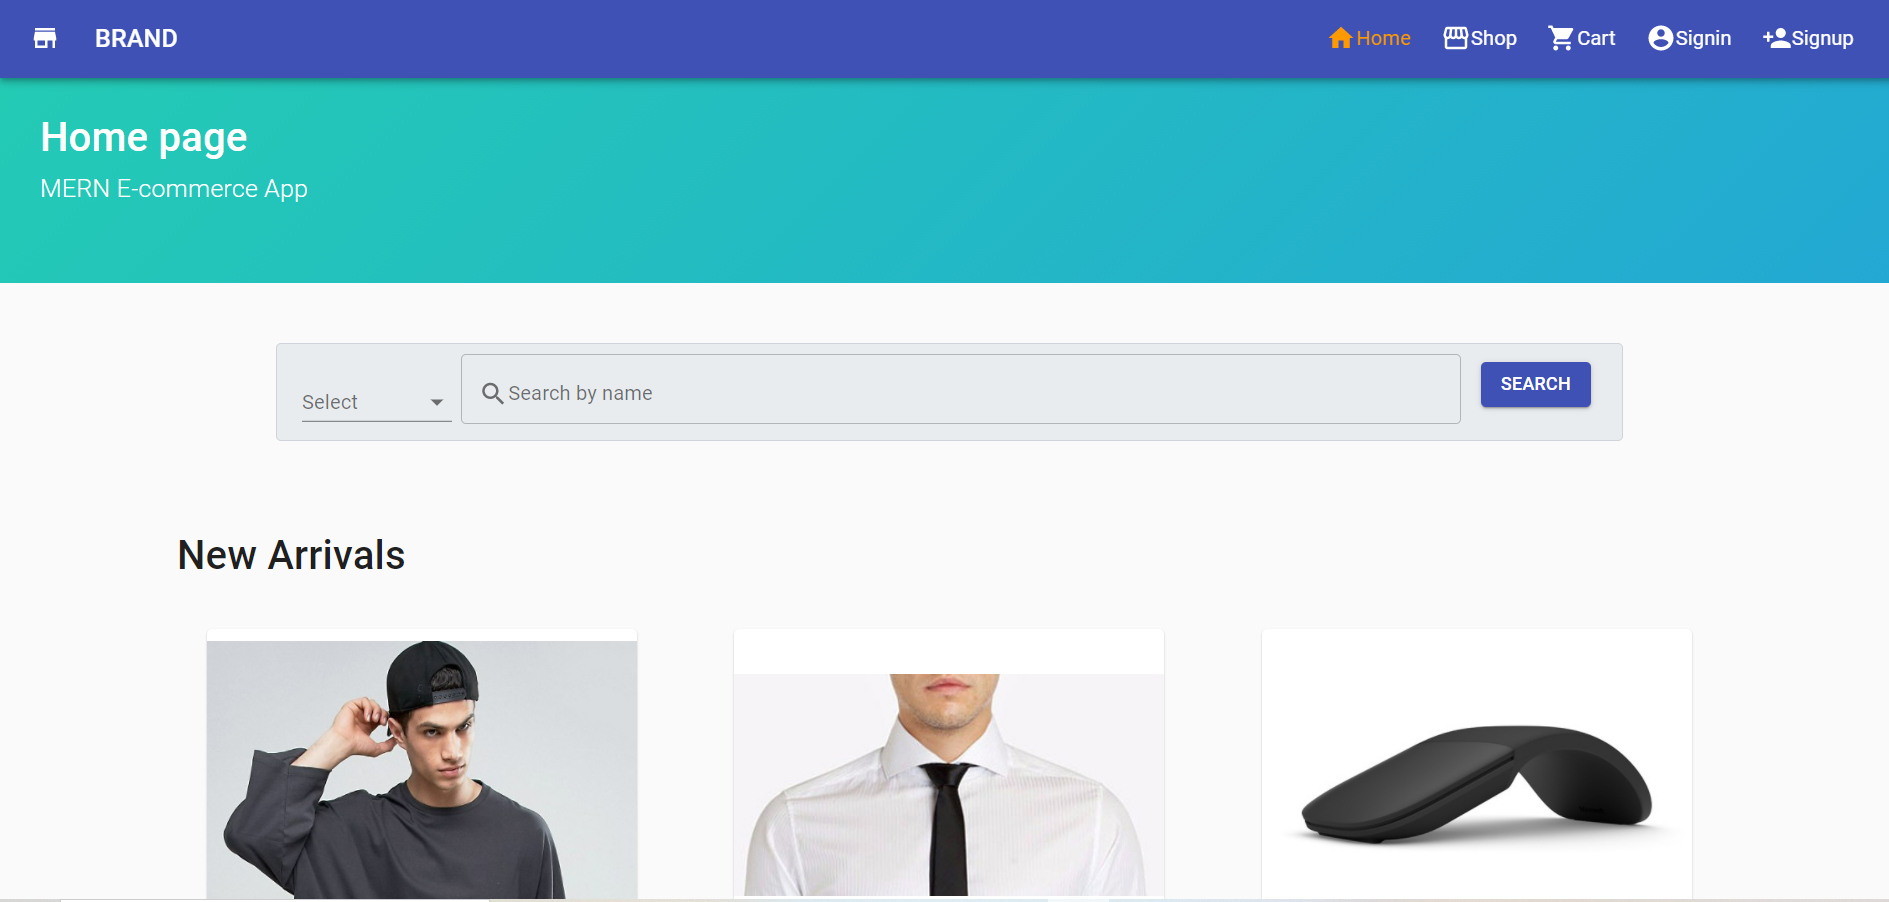 BRAND
Home Shop Cart Signin Signup
Home page
MERN E-commerce App
Select
Search by name
SEARCH
New Arrivals